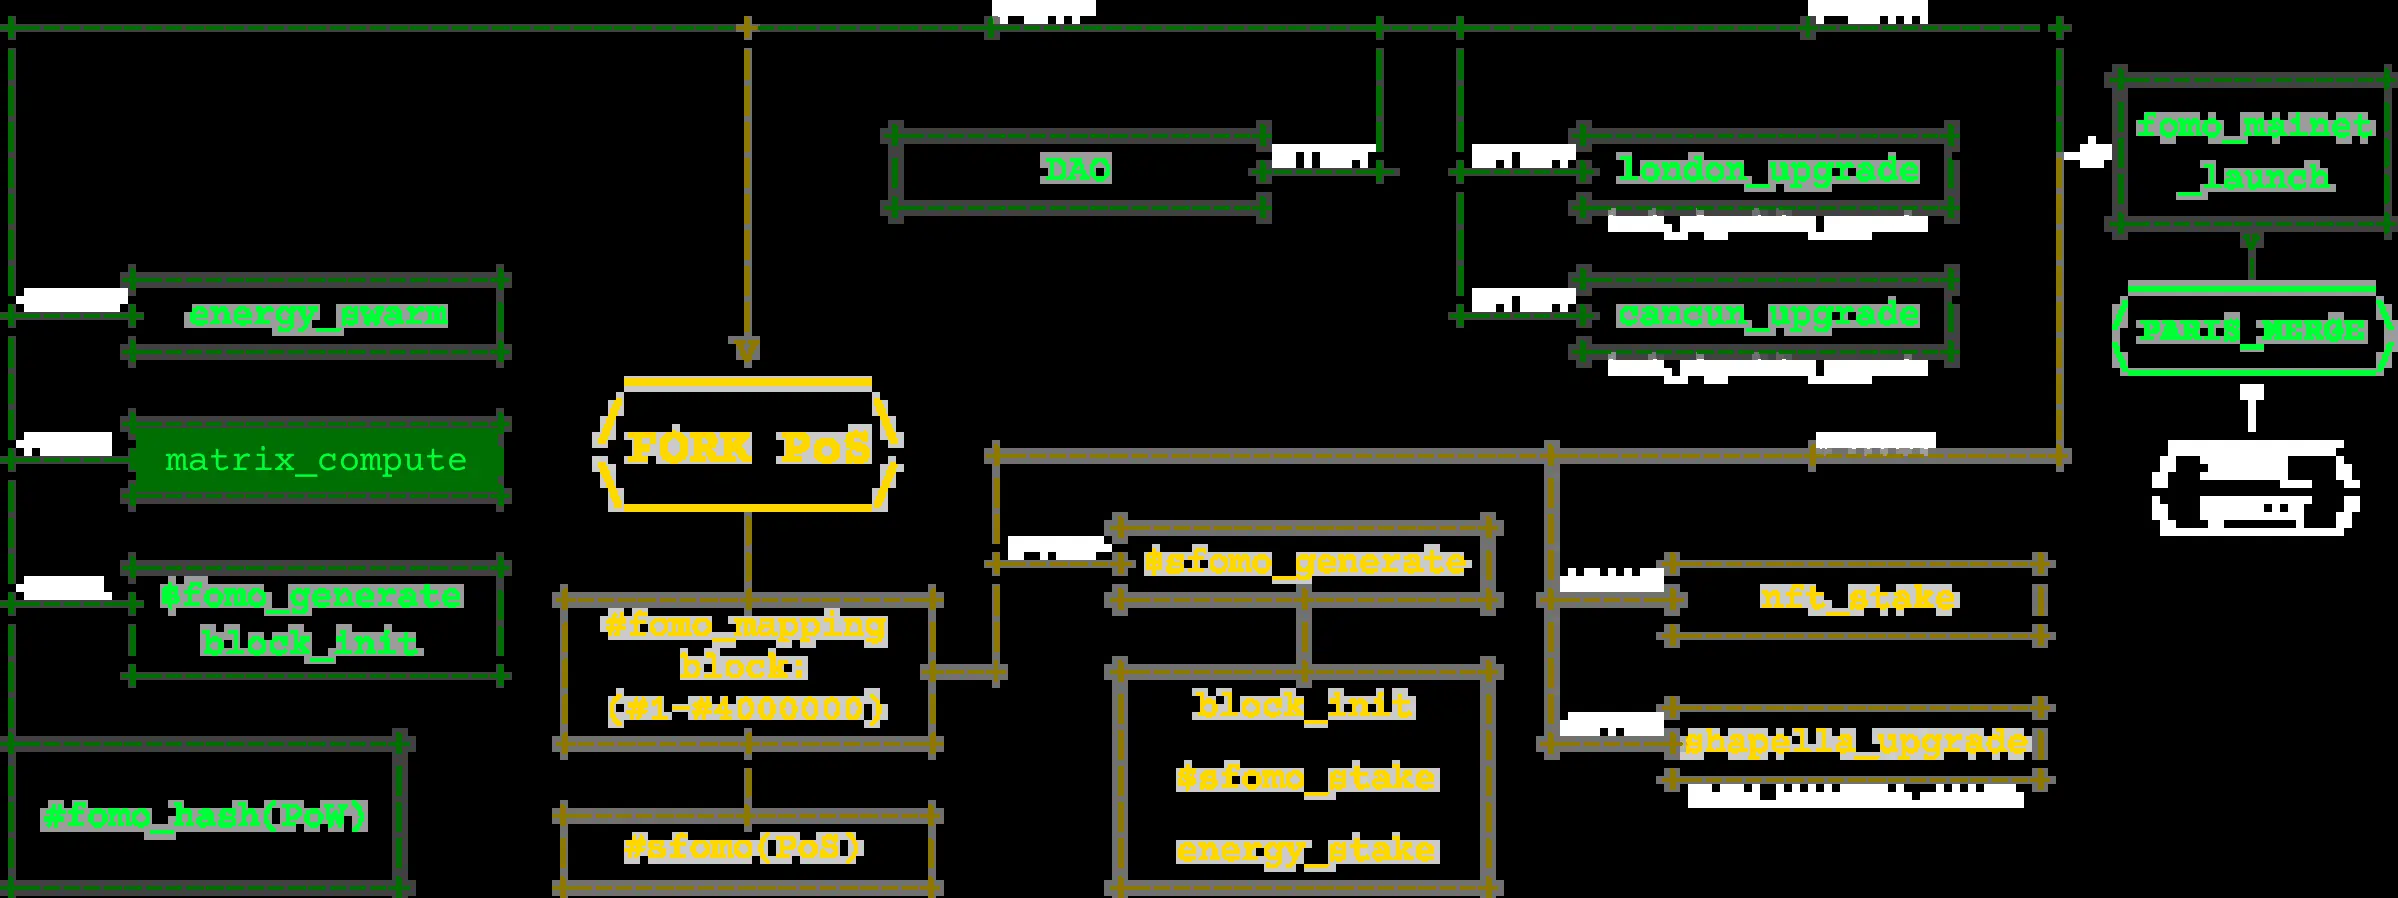 DAO
london_upgrade
fomo_mainet
_launch
energy_swarm
cancun_upgrade
PARIS_MERGE
matrix_compute
FORK PoS
$fomo_generate
block_init
$sfomo_generate
nft_stake
#fomo_mapping
block:
(#1-#4000000)
block_init
shapella_upgrade
$sfomo_stake
#fomo_hash(PoW)
#sfomo(PoS)
energy_stake